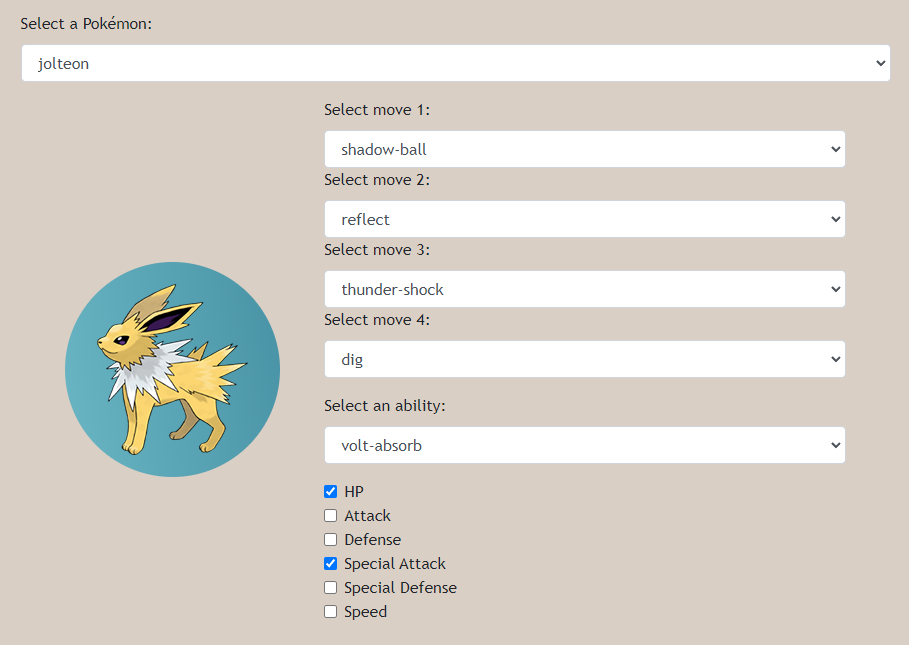 Select a Pokémon:
jolteon
Select move 1:
shadow-ball
Select move 2:
reflect
Select move 3:
thunder-shock
Select move 4:
dig
Select an ability:
volt-absorb
HP
Attack
Defense
Special Attack
Special Defense
Speed